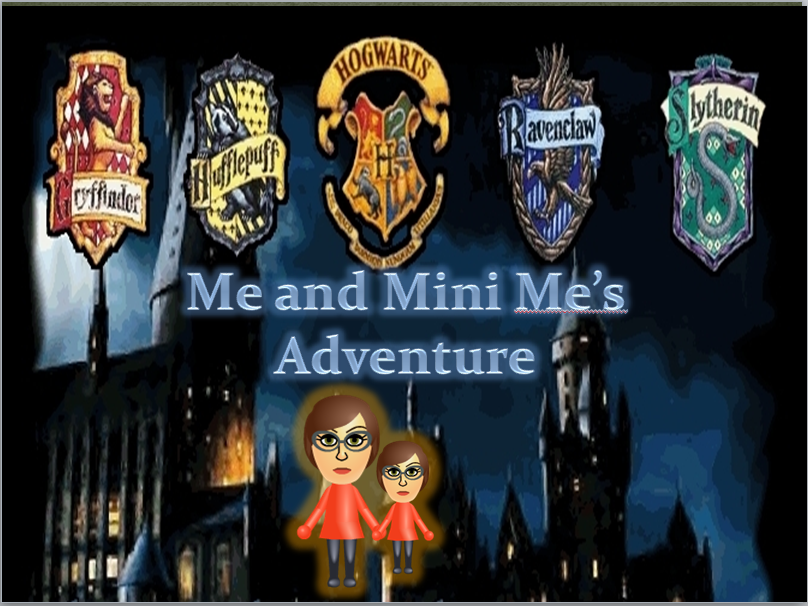 Gryffindor
Hufflepuff
HOGWARTS
H
Ravenclaw
Slytherin
Me and Mini Me’s
Adventure